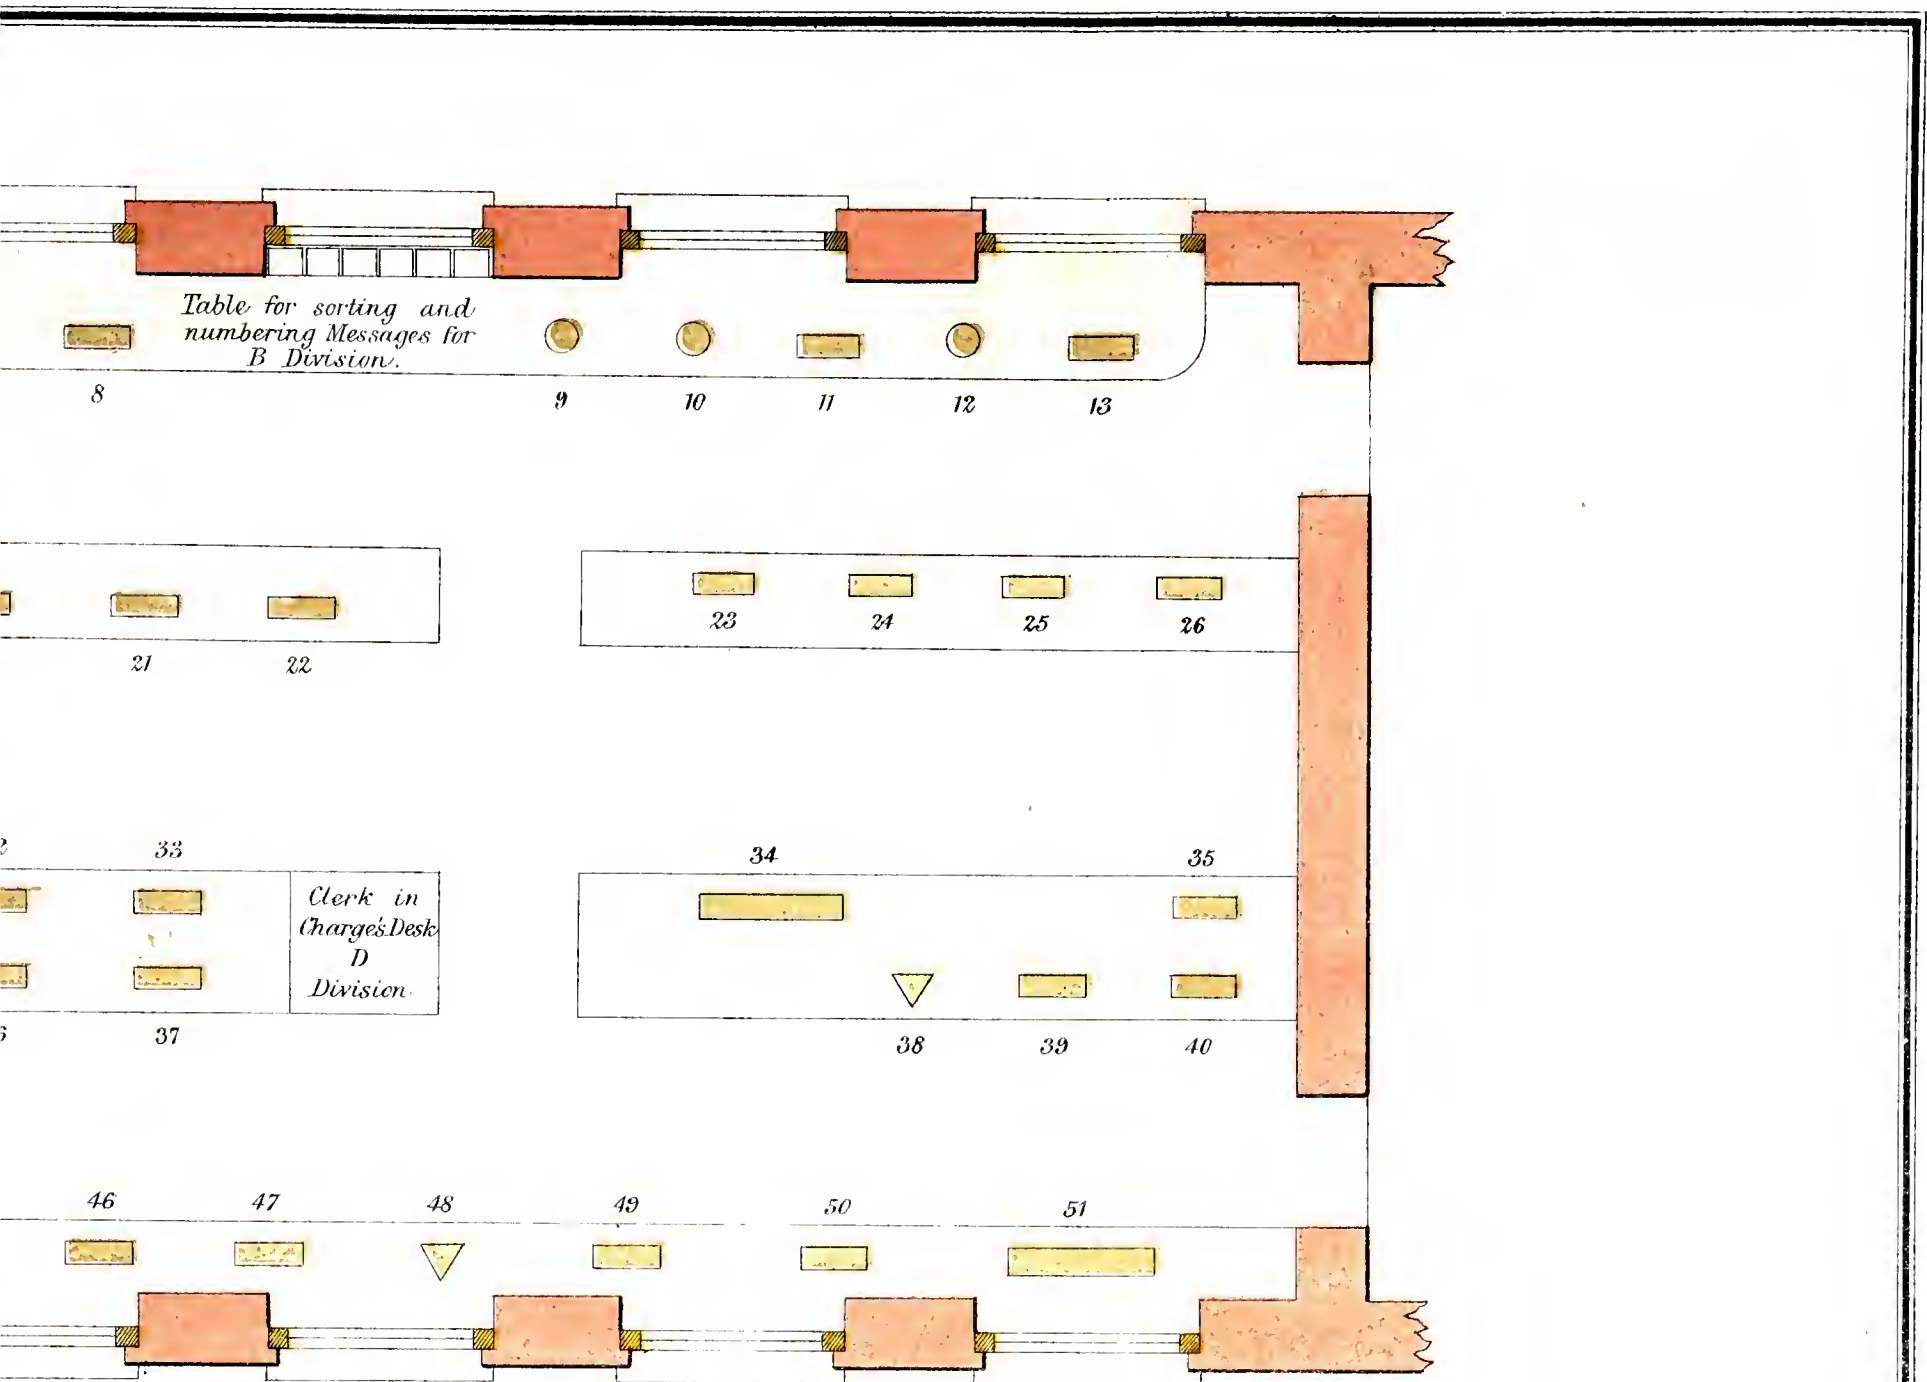 Table for sorting and
numbering Messages for
B Division.
8 9 10 11 12 13
23 24 25 26
21 22
33 34 35
Clerk in
Charge's Desk
D
Division
37 38 39 40
46 47 48 49 50 51